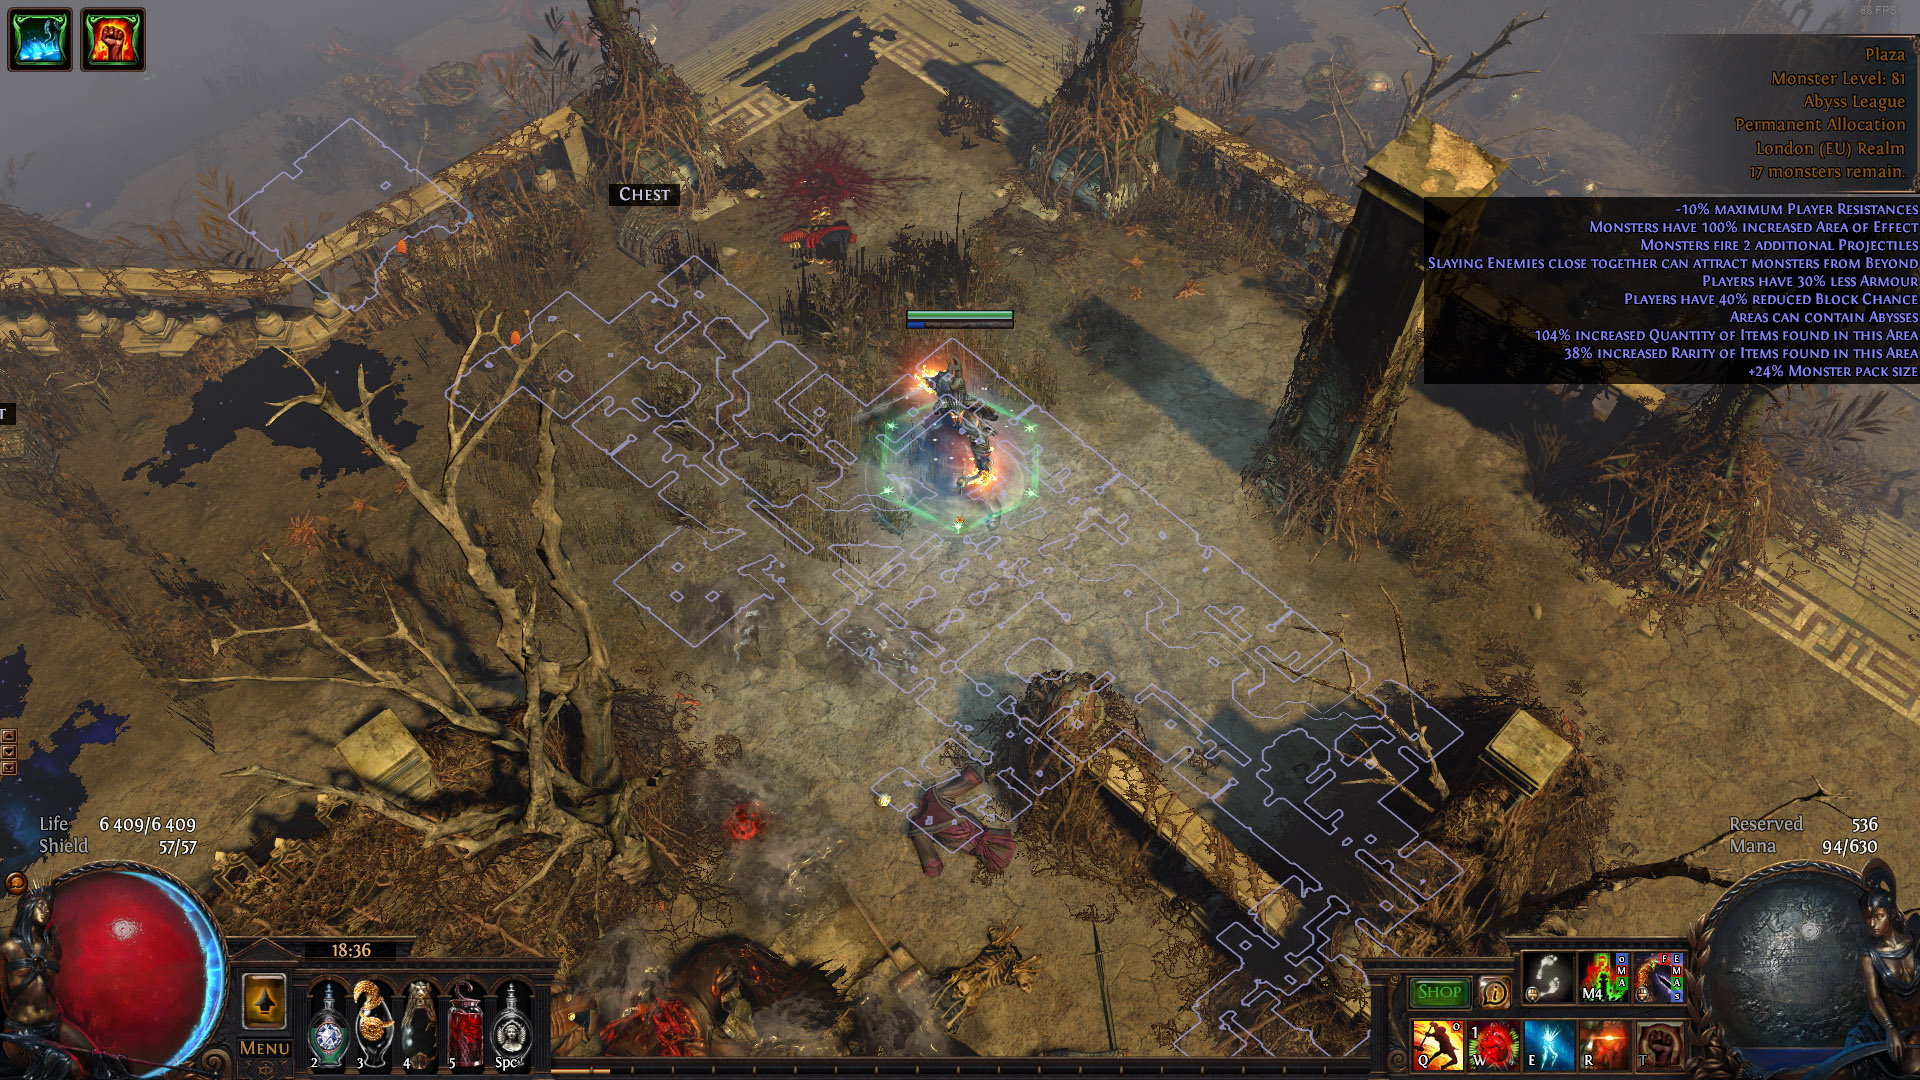 68 FPS
Plaza
Monster Level: 81
Abyss League
Permanent Allocation
London (EU) Realm
17 monsters remain.
-10% maximum Player Resistances
Monsters have 100% increased Area of Effect
Monsters fire 2 additional Projectiles
Slaying Enemies close together can attract monsters from Beyond
Players have 30% less Armour
Players have 40% reduced Block Chance
Areas can contain Abysses
104% increased Quantity of Items found in this Area
38% increased Rarity of Items found in this Area
+24% Monster pack size
Chest
T
Life 6 409/6 409
Shield 57/57
Reserved 536
Mana 94/630
18:36
Menu
2 3 4 5 Spc
Shop
M4 O M A
F E M A S
Q O 1 W E R T